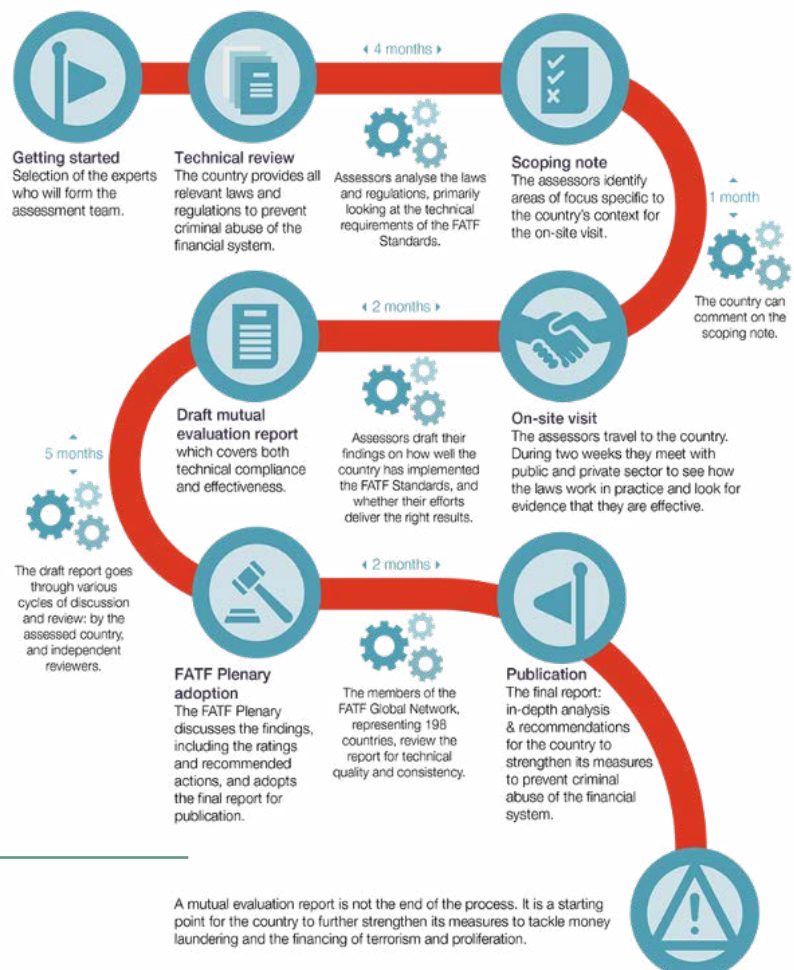 4 months
Getting started
Selection of the experts
who will form the
assessment team.
Technical review
The country provides all
relevant laws and
regulations to prevent
criminal abuse of the
financial system.
Assessors analyse the laws
and regulations, primarily
looking at the technical
requirements of the FATF
Standards.
Scoping note
The assessors identify
areas of focus specific to
the country's context for
the on-site visit.
1 month
The country can
comment on the
scoping note.
2 months
On-site visit
The assessors travel to the country.
During two weeks they meet with
public and private sector to see how
the laws work in practice and look for
evidence that they are effective.
Assessors draft their
findings on how well the
country has implemented
the FATF Standards, and
whether their efforts
deliver the right results.
Draft mutual
evaluation report
which covers both
technical compliance
and effectiveness.
5 months
The draft report goes
through various
cycles of discussion
and review: by the
assessed country,
and independent
reviewers.
2 months
FATF Plenary
adoption
The FATF Plenary
discusses the findings,
including the ratings
and recommended
actions, and adopts
the final report for
publication.
The members of the
FATF Global Network,
representing 198
countries, review the
report for technical
quality and consistency.
Publication
The final report:
in-depth analysis
& recommendations
for the country to
strengthen its measures
to prevent criminal
abuse of the financial
system.
A mutual evaluation report is not the end of the process. It is a starting
point for the country to further strengthen its measures to tackle money
laundering and the financing of terrorism and proliferation.